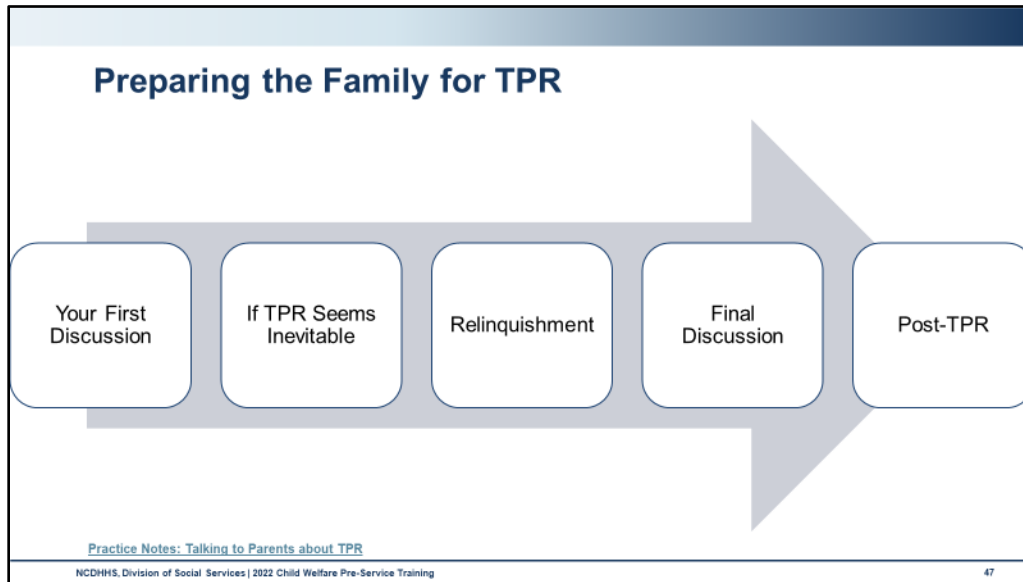 Preparing the Family for TPR
Your First
Discussion
If TPR Seems
Inevitable
Relinquishment
Final
Discussion
Post-TPR
Practice Notes: Talking to Parents about TPR
NCDHHS, Division of Social Services | 2022 Child Welfare Pre-Service Training
47